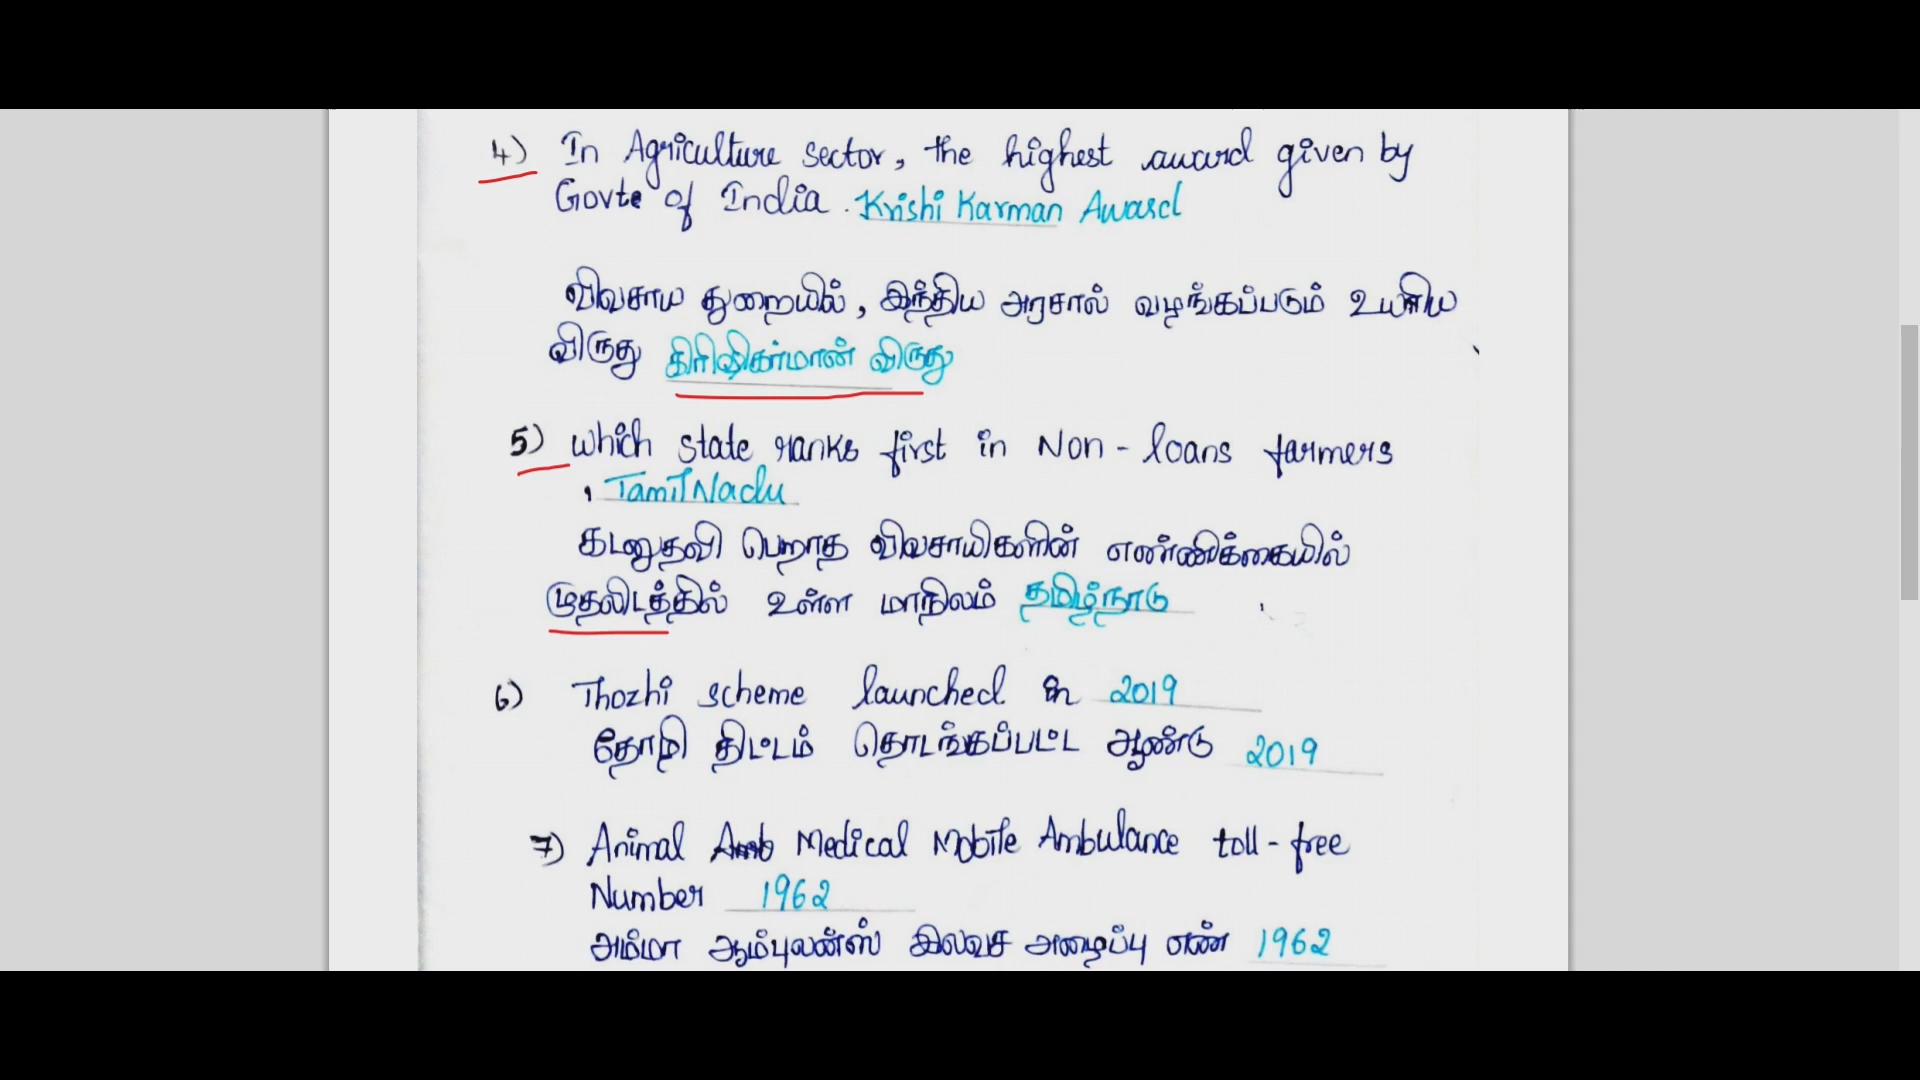 4) In Agriculture sector, the highest award given by
Govte of India. Krishi Karman Award
விவசாய துறையில், இந்திய அரசால் வழங்கப்படும் உயரிய
விருது கிரிஷிகர்மான் விருது
5) Which state ranks first in Non - loans farmers
. TamilNadu
கடனுதவி பெறாத விவசாயிகளின் எண்ணிக்கையில்
முதலிடத்தில் உள்ள மாநிலம் தமிழ்நாடு
6) Thozhi scheme launched in 2019
தோழி திட்டம் தொடங்கப்பட்ட ஆண்டு 2019
7) Animal Medical Mobile Ambulance toll - free
Number 1962
அம்மா ஆம்புலன்ஸ் இலவச அழைப்பு எண் 1962